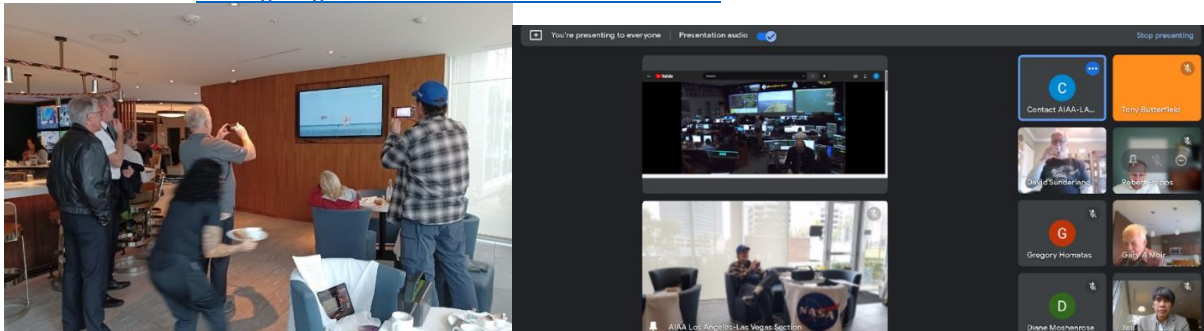 You're presenting to everyone
Presentation audio
Stop presenting
YouTube
C
Contact AIAA-LA...
Tony Butterfield
David Sunderland
G
Gregory Homatas
Gary A Moir
NASA
AIAA Los Angeles-Las Vegas Section
D
Diane Moshenrose